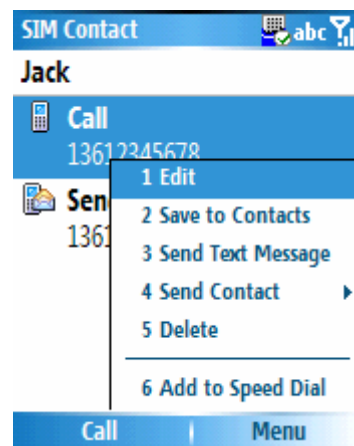 SIM Contact abc
Jack
Call
13612345678
1 Edit
Sen
2 Save to Contacts
1361
3 Send Text Message
4 Send Contact
5 Delete
6 Add to Speed Dial
Call Menu